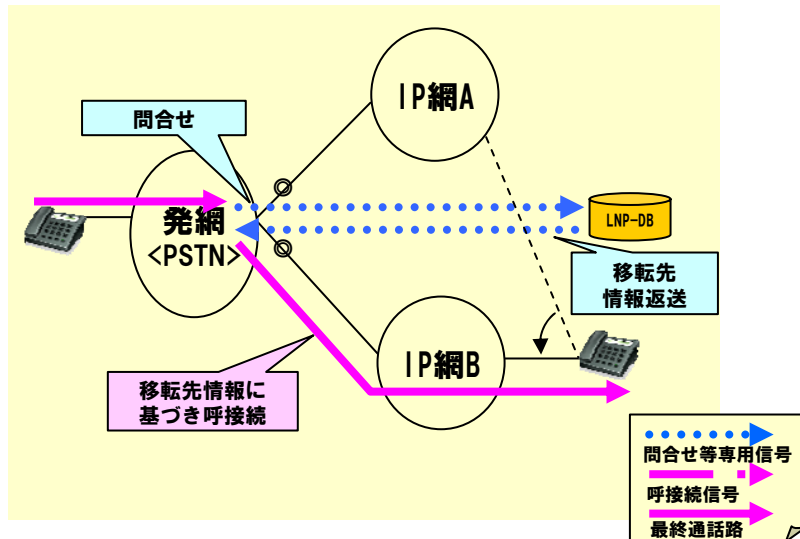 IP網A
問合せ
発網
<PSTN>
LNP-DB
移転先
情報返送
IP網B
移転先情報に
基づき呼接続
問合せ等専用信号
呼接続信号
最終通話路